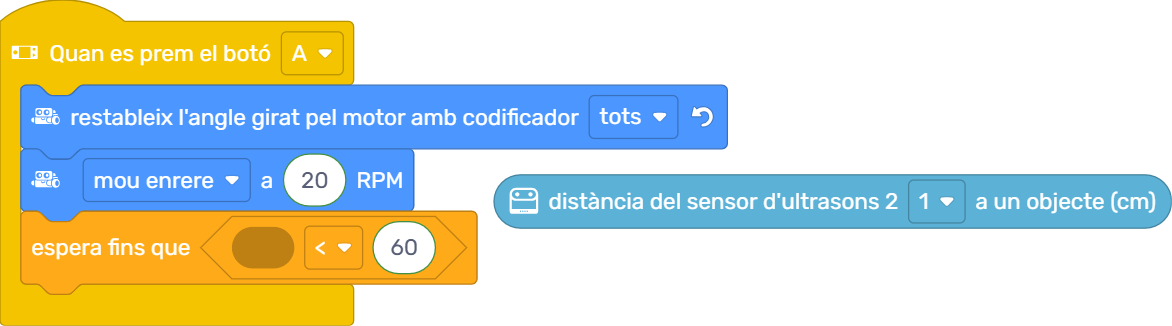 Quan es prem el botó A
restableix l'angle girat pel motor amb codificador tots
mou enrere a 20 RPM
distància del sensor d'ultrasons 2 1 a un objecte (cm)
espera fins que < 60